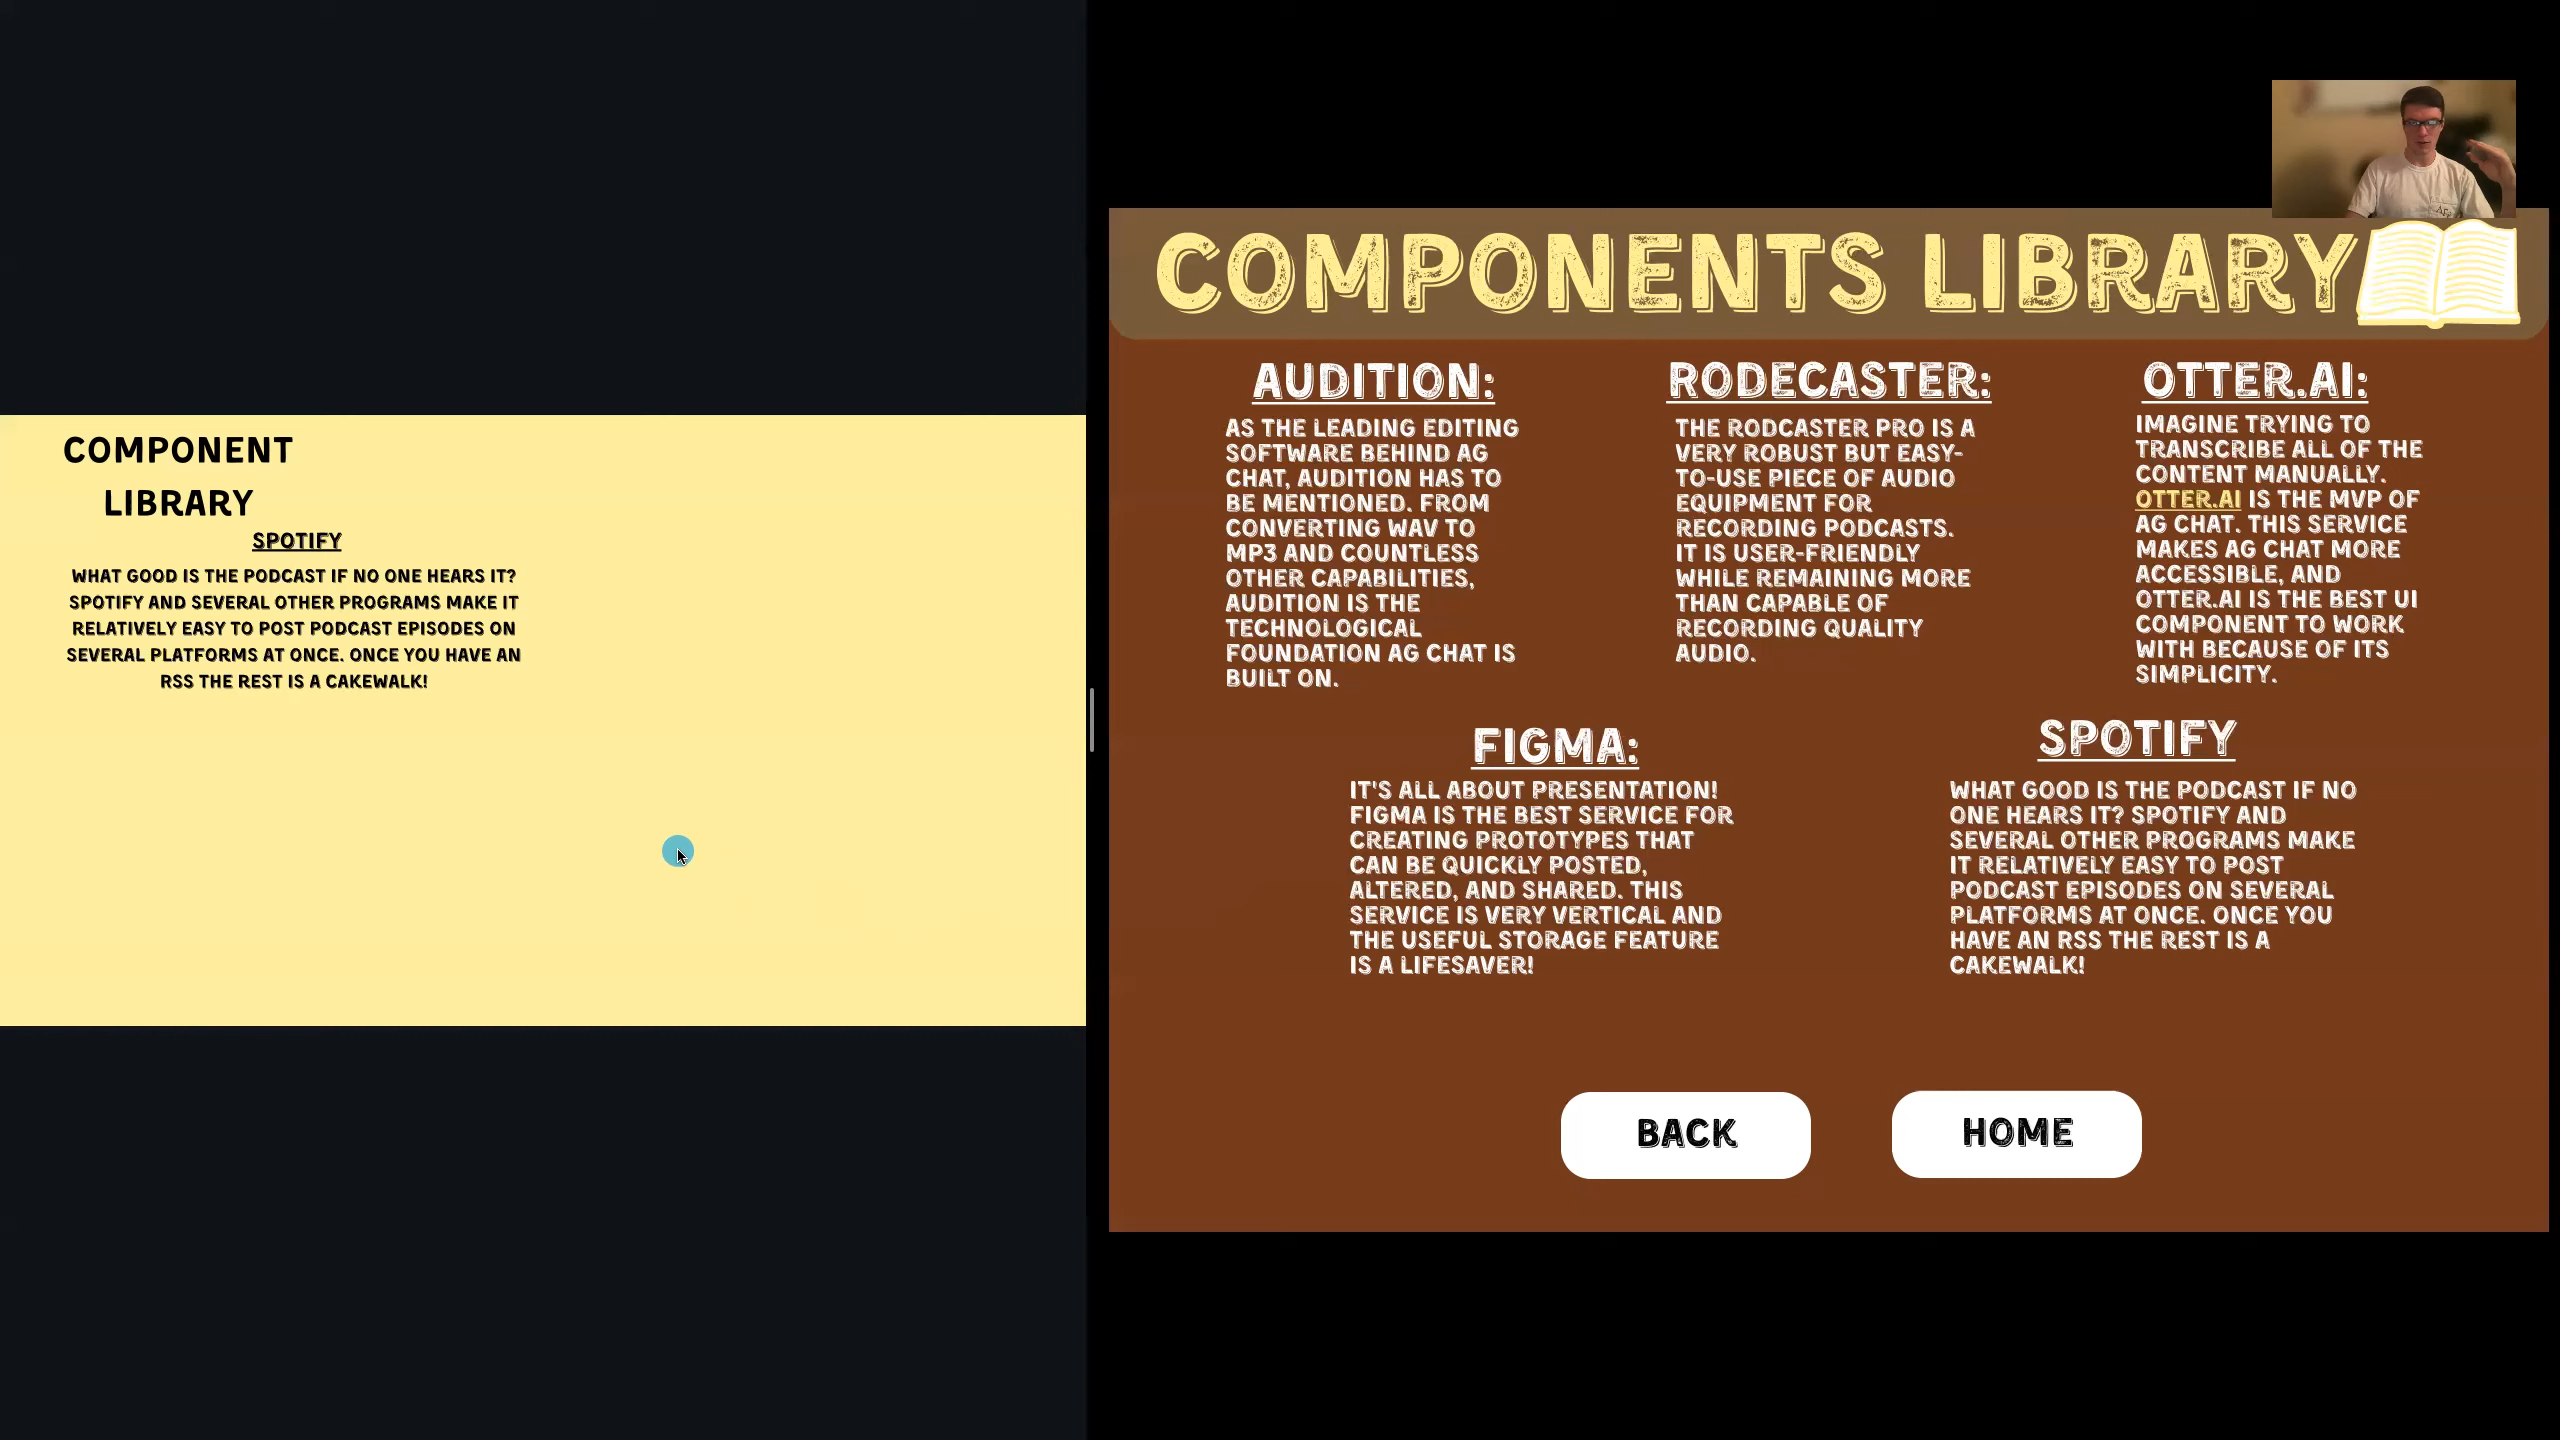 COMPONENT
LIBRARY
SPOTIFY
WHAT GOOD IS THE PODCAST IF NO ONE HEARS IT?
SPOTIFY AND SEVERAL OTHER PROGRAMS MAKE IT
RELATIVELY EASY TO POST PODCAST EPISODES ON
SEVERAL PLATFORMS AT ONCE. ONCE YOU HAVE AN
RSS THE REST IS A CAKEWALK!
COMPONENTS LIBRARY
AUDITION:
AS THE LEADING EDITING
SOFTWARE BEHIND AG
CHAT, AUDITION HAS TO
BE MENTIONED. FROM
CONVERTING WAV TO
MP3 AND COUNTLESS
OTHER CAPABILITIES,
AUDITION IS THE
TECHNOLOGICAL
FOUNDATION AG CHAT IS
BUILT ON.
RODECASTER:
THE RODCASTER PRO IS A
VERY ROBUST BUT EASY-
TO-USE PIECE OF AUDIO
EQUIPMENT FOR
RECORDING PODCASTS.
IT IS USER-FRIENDLY
WHILE REMAINING MORE
THAN CAPABLE OF
RECORDING QUALITY
AUDIO.
OTTER.AI:
IMAGINE TRYING TO
TRANSCRIBE ALL OF THE
CONTENT MANUALLY.
OTTER.AI IS THE MVP OF
AG CHAT. THIS SERVICE
MAKES AG CHAT MORE
ACCESSIBLE, AND
OTTER.AI IS THE BEST UI
COMPONENT TO WORK
WITH BECAUSE OF ITS
SIMPLICITY.
FIGMA:
IT'S ALL ABOUT PRESENTATION!
FIGMA IS THE BEST SERVICE FOR
CREATING PROTOTYPES THAT
CAN BE QUICKLY POSTED,
ALTERED, AND SHARED. THIS
SERVICE IS VERY VERTICAL AND
THE USEFUL STORAGE FEATURE
IS A LIFESAVER!
SPOTIFY
WHAT GOOD IS THE PODCAST IF NO
ONE HEARS IT? SPOTIFY AND
SEVERAL OTHER PROGRAMS MAKE
IT RELATIVELY EASY TO POST
PODCAST EPISODES ON SEVERAL
PLATFORMS AT ONCE. ONCE YOU
HAVE AN RSS THE REST IS A
CAKEWALK!
BACK
HOME